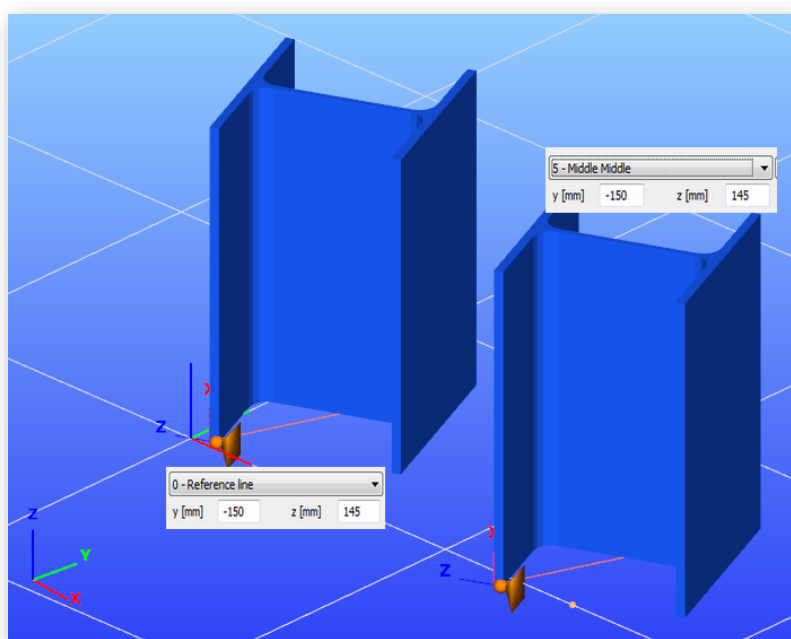 5 - Middle Middle
y [mm] -150 z [mm] 145
X
Z
0 - Reference line
y [mm] -150 z [mm] 145
Z
Y
X
X
Z